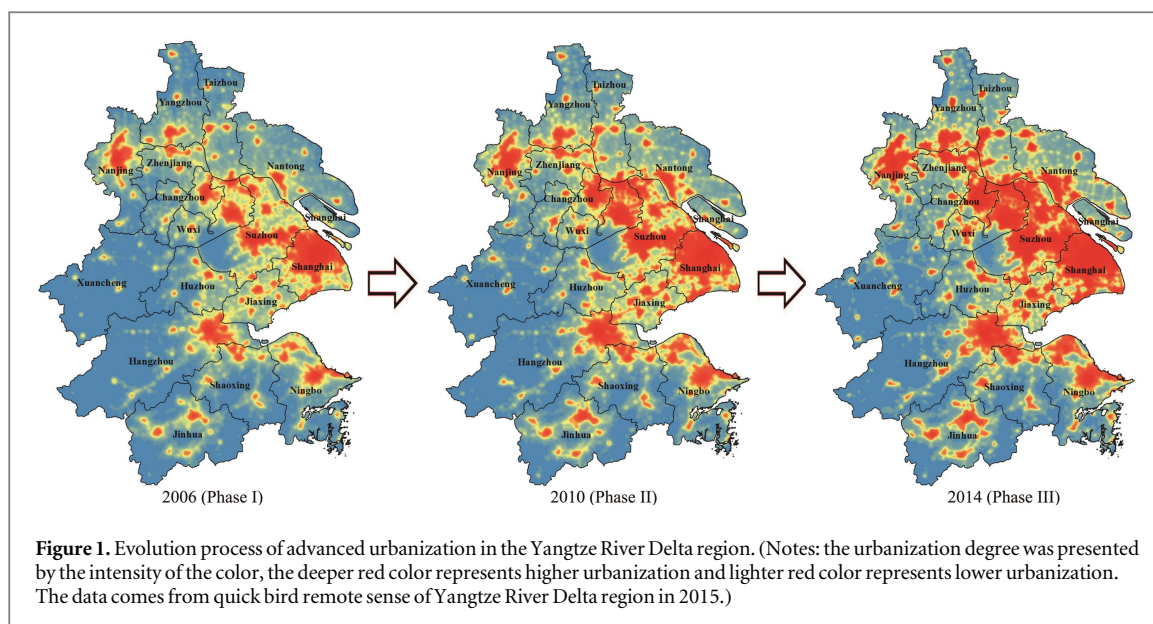 Taizhou
Yangzhou
Zhenjiang
Nanjing
Nantong
Changzhou
Shanghai
Wuxi
Suzhou
Shanghai
Xuancheng
Huzhou
Jiaxing
Hangzhou
Shaoxing
Ningbo
Jinhua
2006 (Phase I)
Taizhou
Yangzhou
Zhenjiang
Nanjing
Nantong
Changzhou
Shanghai
Wuxi
Suzhou
Shanghai
Xuancheng
Huzhou
Jiaxing
Hangzhou
Shaoxing
Ningbo
Jinhua
2010 (Phase II)
Taizhou
Yangzhou
Zhenjiang
Nanjing
Nantong
Changzhou
Shanghai
Wuxi
Suzhou
Shanghai
Xuancheng
Huzhou
Jiaxing
Hangzhou
Shaoxing
Ningbo
Jinhua
2014 (Phase III)
Figure 1. Evolution process of advanced urbanization in the Yangtze River Delta region. (Notes: the urbanization degree was presented
by the intensity of the color, the deeper red color represents higher urbanization and lighter red color represents lower urbanization.
The data comes from quick bird remote sense of Yangtze River Delta region in 2015.)